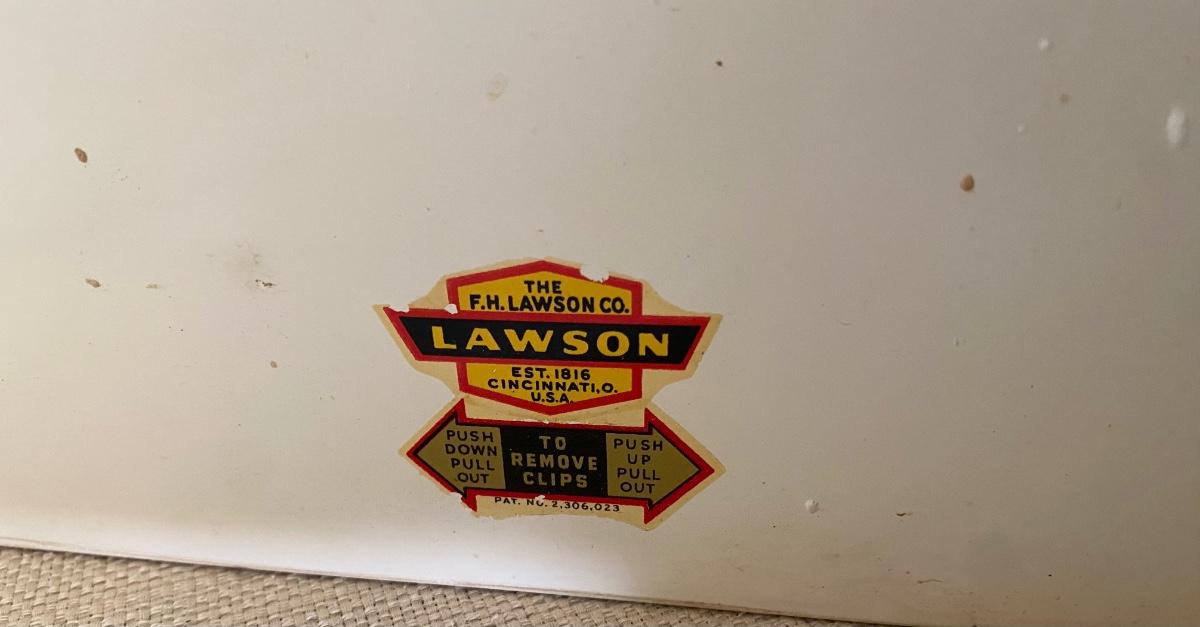 THE
F.H. LAWSON CO.
LAWSON
EST. 1816
CINCINNATI, O.
U.S.A.
PUSH
DOWN
PULL
OUT
TO
REMOVE
CLIPS
PUSH
UP
PULL
OUT
PAT. NO. 2,306,023